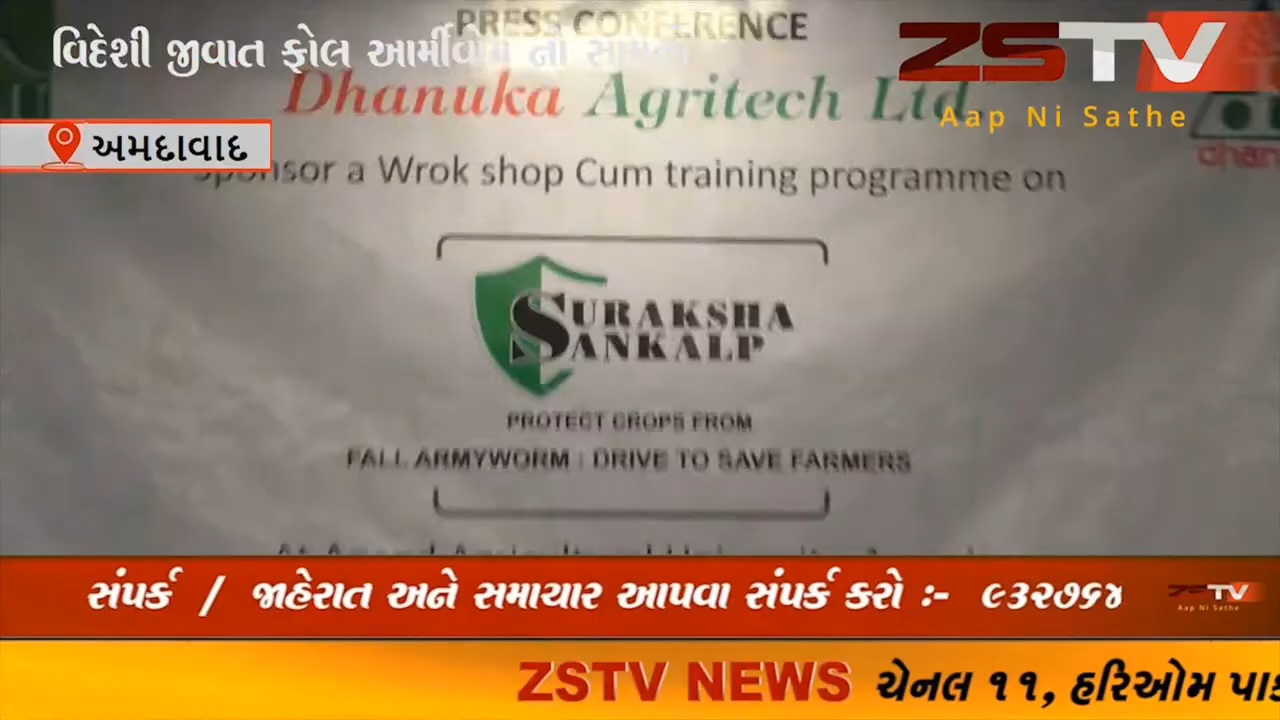 PRESS CONFERENCE
વિદેશી જીવાત ફોલ આર્મીવોર્મ નો
ZSTV
Aap Ni Sathe
Dhanuka Agritech Ltd.
અમદાવાદ
Sponsor a Wrok shop Cum training programme on
SURAKSHA
SANKALP
PROTECT CROPS FROM
FALL ARMYWORM : DRIVE TO SAVE FARMERS
સંપર્ક / જાહેરાત અને સમાચાર આપવા સંપર્ક કરો :- ૯૩૨૭૬૪
ZSTV
Aap Ni Sathe
ZSTV NEWS ચેનલ ૧૧, હરિઓમ પાર્ક